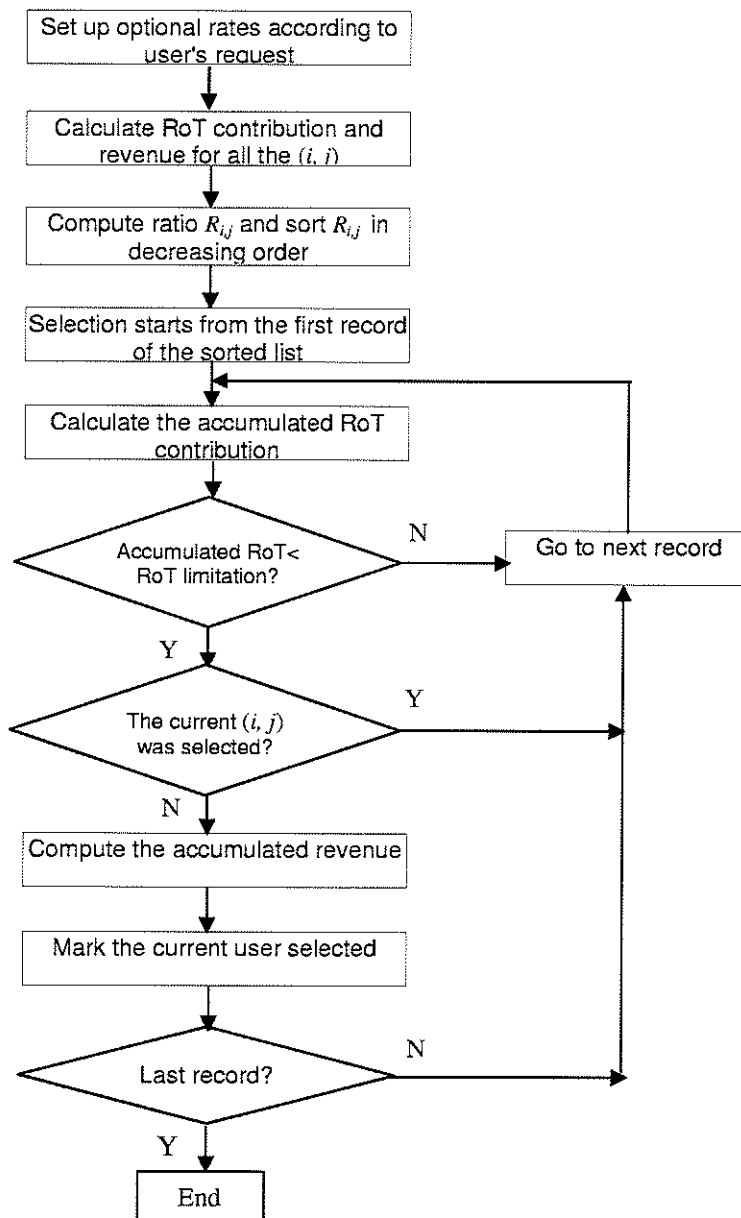 Set up optional rates according to
user's request
Calculate RoT contribution and
revenue for all the (i, j)
Compute ratio R_{i,j} and sort R_{i,j} in
decreasing order
Selection starts from the first record
of the sorted list
Calculate the accumulated RoT
contribution
Accumulated RoT<
RoT limitation?
N
Go to next record
Y
The current (i, j)
was selected?
Y
N
Compute the accumulated revenue
Mark the current user selected
Last record?
N
Y
End